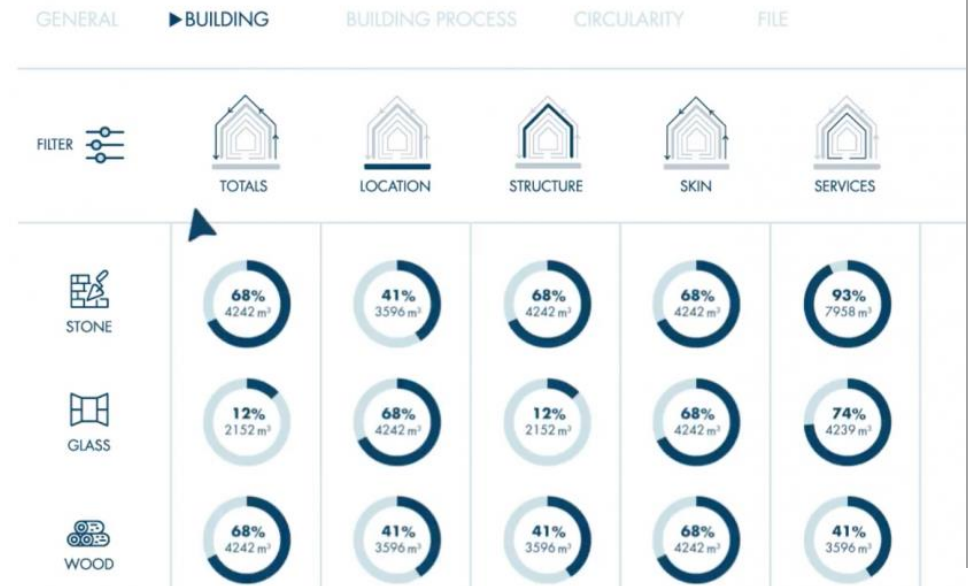 GENERAL ▶BUILDING BUILDING PROCESS CIRCULARITY FILE
FILTER
TOTALS LOCATION STRUCTURE SKIN SERVICES
68% 41% 68% 68% 93%
4242 m³ 3596 m³ 4242 m³ 4242 m³ 7958 m³
STONE
12% 68% 12% 68% 74%
2152 m³ 4242 m³ 2152 m³ 4242 m³ 4239 m³
GLASS
68% 41% 41% 68% 41%
4242 m³ 3596 m³ 3596 m³ 4242 m³ 3596 m³
WOOD